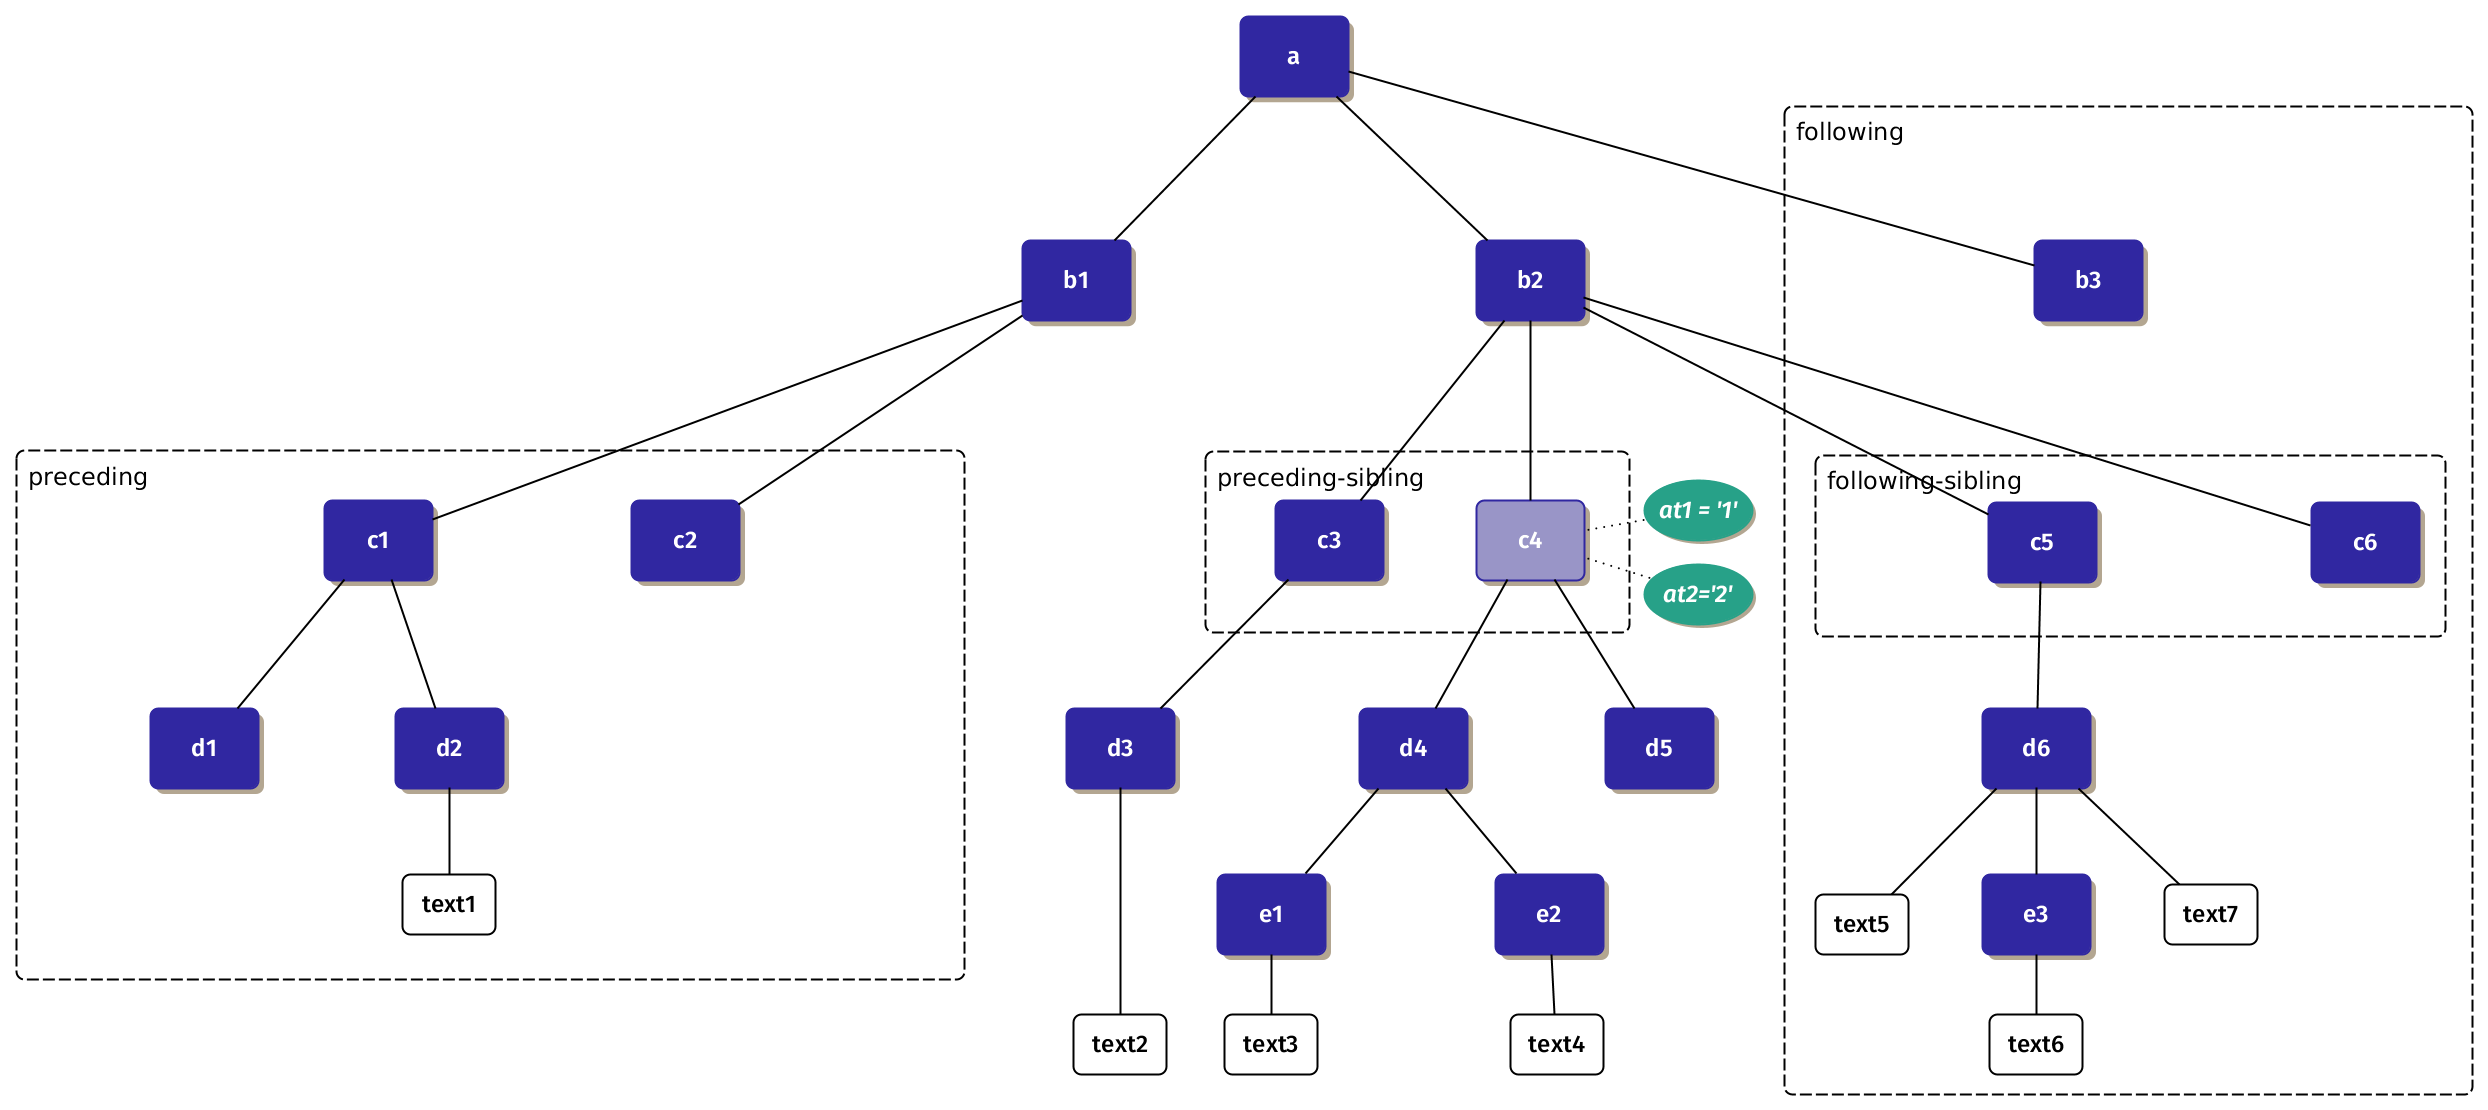 a
following
b1
b2
b3
preceding
preceding-sibling
following-sibling
c1
c2
c3
c4
at1 = '1'
at2='2'
c5
c6
d1
d2
d3
d4
d5
d6
text1
e1
e2
text5
e3
text7
text2
text3
text4
text6